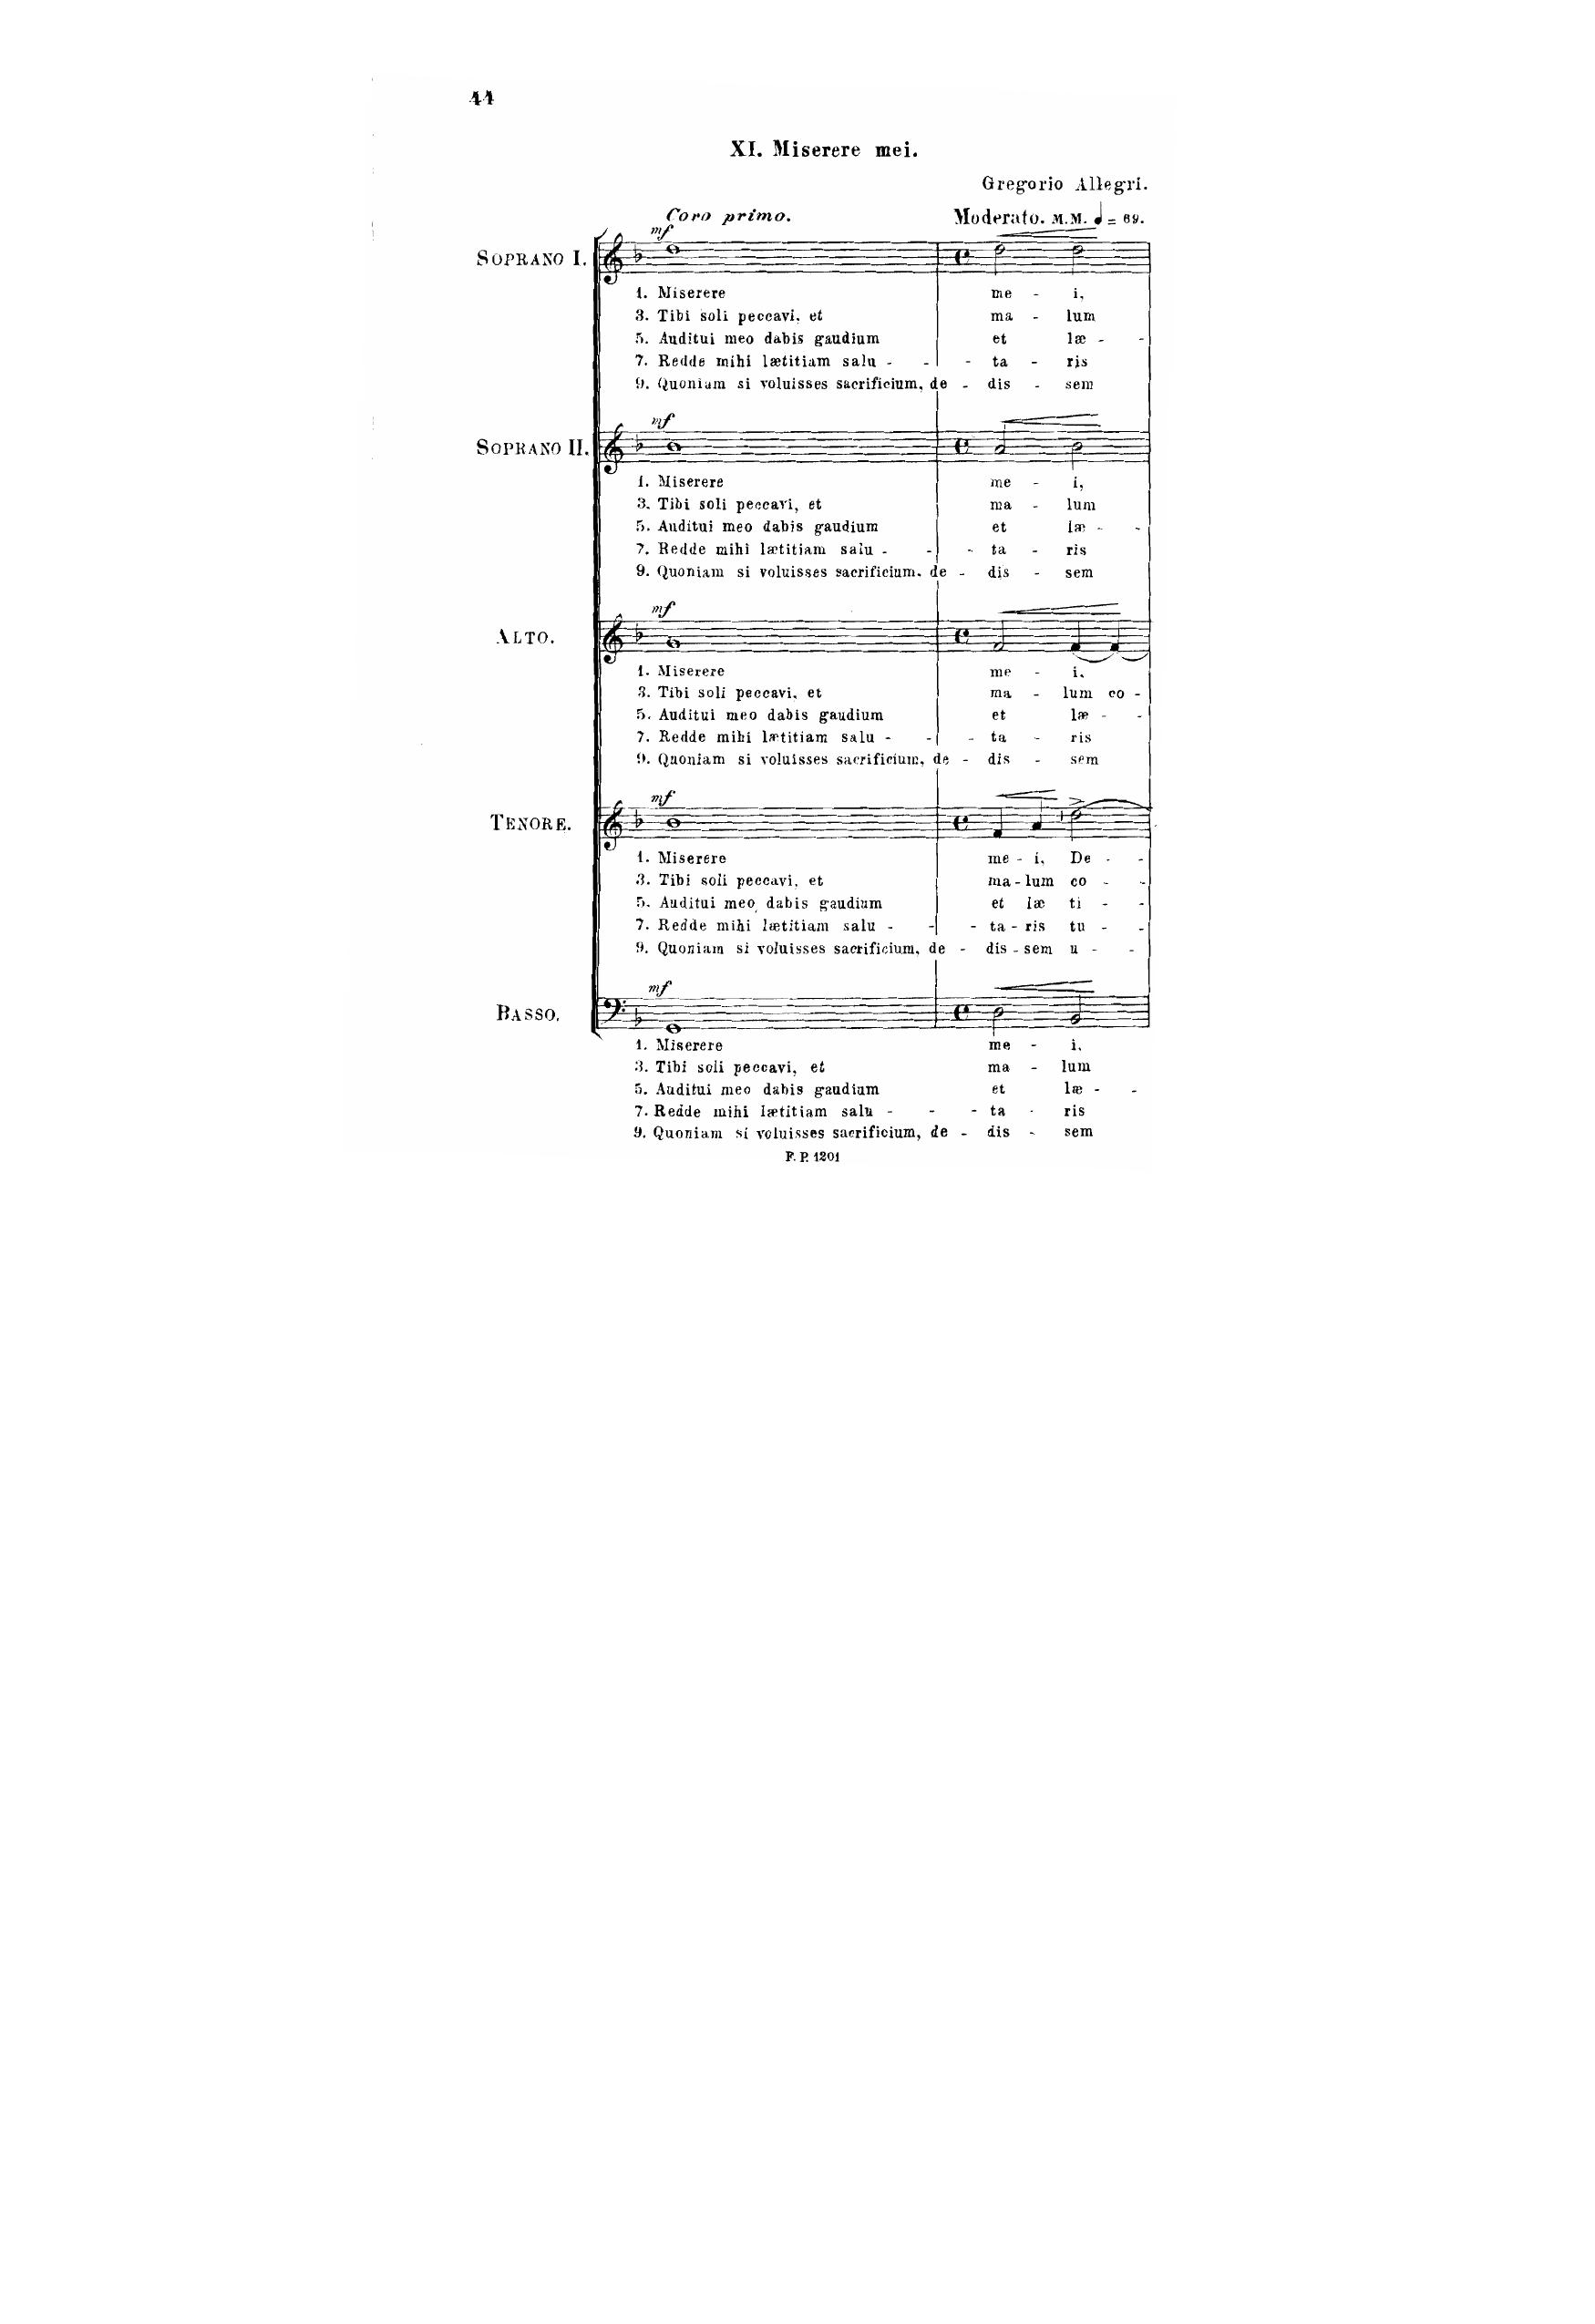 44
XI. Miserere mei.
Gregorio Allegri.
Coro primo. Moderato. M.M. = 69.
mf
SOPRANO I.
1. Miserere me - i,
3. Tibi soli peccavi, et ma - lum
5. Auditui meo dabis gaudium et læ - -
7. Redde mihi lætitiam salu - - - ta - ris
9. Quoniam si voluisses sacrificium, de - dis - sem
mf
SOPRANO II.
1. Miserere me - i,
3. Tibi soli peccavi, et ma - lum
5. Auditui meo dabis gaudium et læ - -
7. Redde mihi lætitiam salu - - - ta - ris
9. Quoniam si voluisses sacrificium. de - dis - sem
mf
ALTO.
1. Miserere me - i.
3. Tibi soli peccavi, et ma - lum co -
5. Auditui meo dabis gaudium et læ - -
7. Redde mihi lætitiam salu - - - ta - ris
9. Quoniam si voluisses sacrificium, de - dis - sem
mf
TENORE.
1. Miserere me - i, De - -
3. Tibi soli peccavi, et ma - lum co - -
5. Auditui meo dabis gaudium et læ ti - -
7. Redde mihi lætitiam salu - - - ta - ris tu - -
9. Quoniam si voluisses sacrificium, de - dis - sem u - -
mf
BASSO.
1. Miserere me - i.
3. Tibi soli peccavi, et ma - lum
5. Auditui meo dabis gaudium et læ - -
7. Redde mihi lætitiam salu - - - ta - ris
9. Quoniam si voluisses sacrificium, de - dis - sem
F. P. 1201